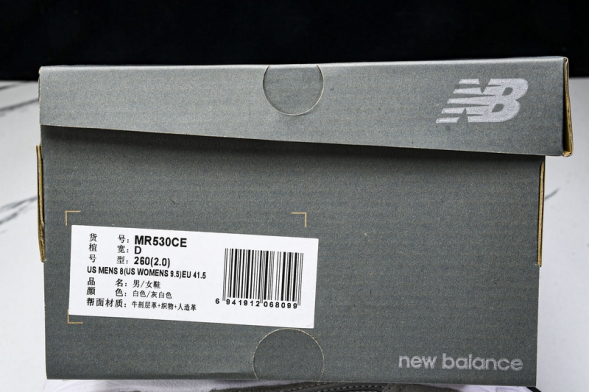 NB
货 号: MR530CE
楦 宽: D
号 型: 260(2.0)
US MENS 8(US WOMENS 9.5)EU 41.5
品 名: 男/女鞋
颜 色: 白色/灰白色
帮面材质: 牛剖层革+织物+人造革
6 941912 068099
new balance